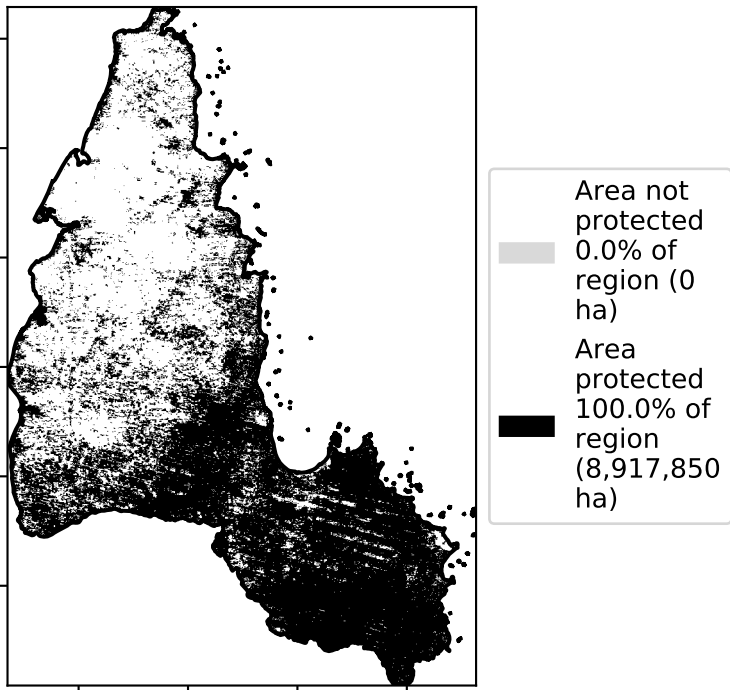 Area not
protected
0.0% of
region (0
ha)
Area
protected
100.0% of
region
(8,917,850
ha)